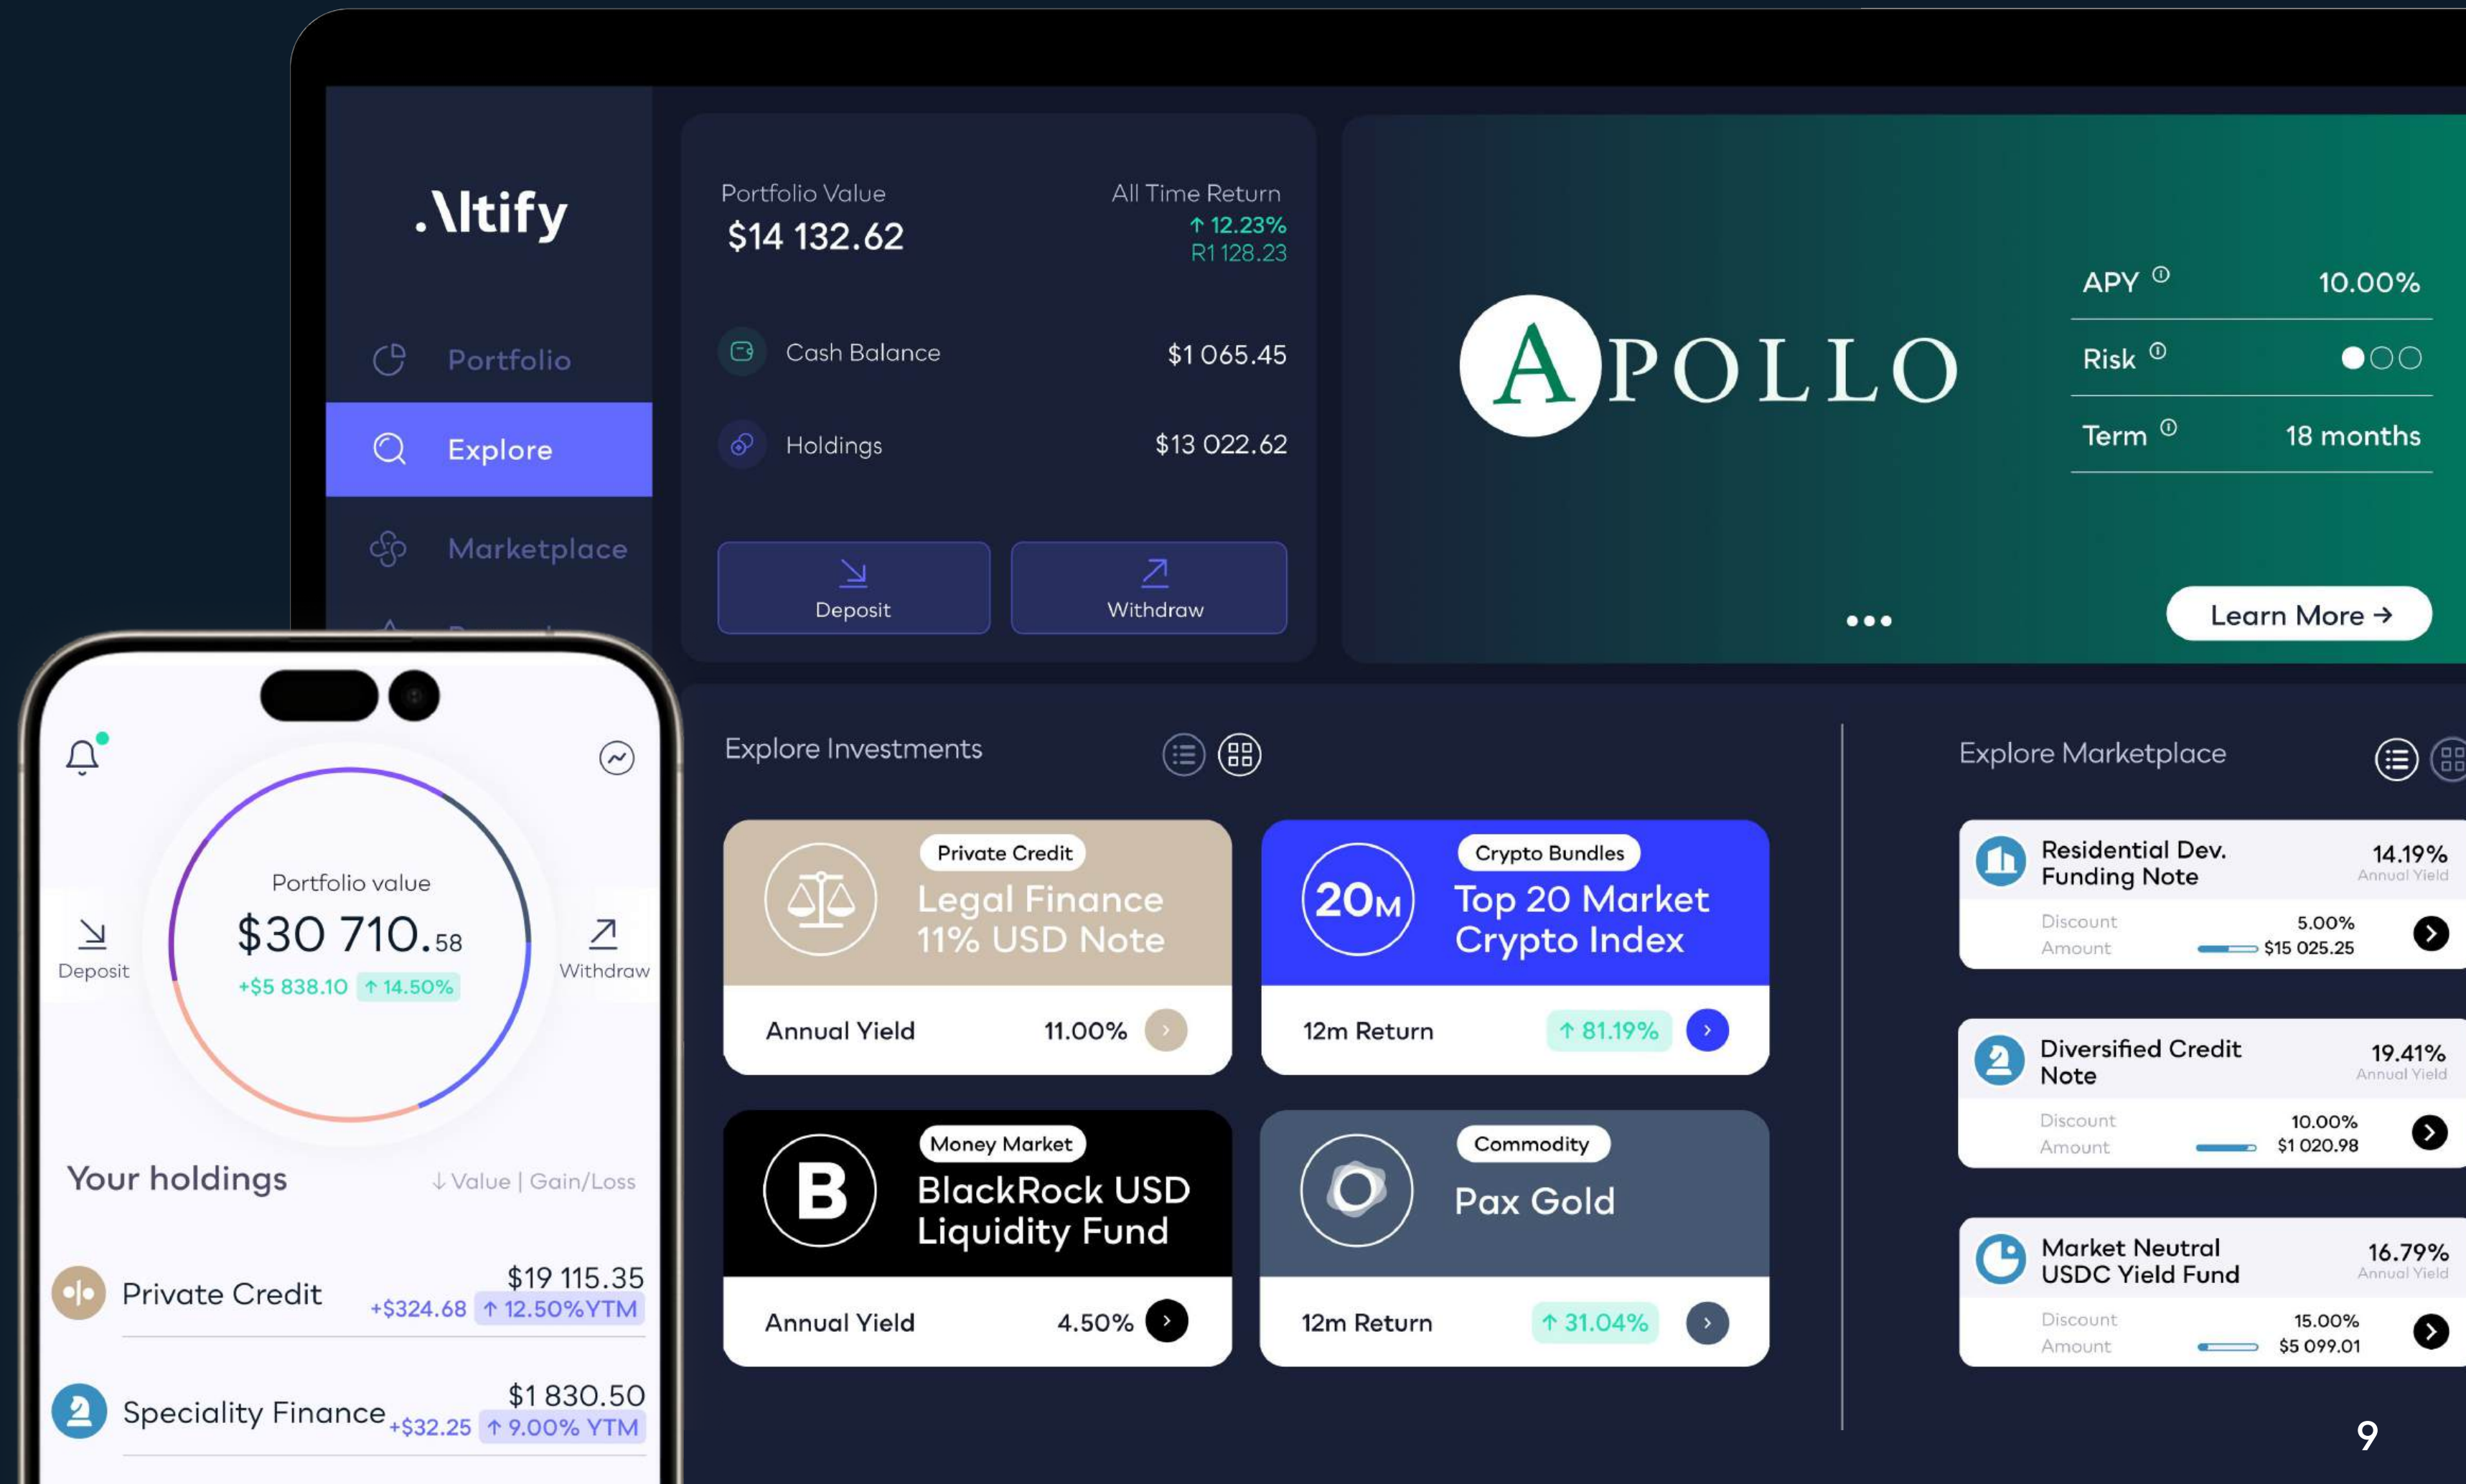 .Altify
Portfolio
Explore
Marketplace
Portfolio Value
$14 132.62
All Time Return
↑ 12.23%
R1 128.23
Cash Balance
$1 065.45
Holdings
$13 022.62
Deposit
Withdraw
APOLLO
APY
10.00%
Risk
Term
18 months
Learn More →
Explore Investments
Private Credit
Legal Finance
11% USD Note
Annual Yield
11.00%
20M
Crypto Bundles
Top 20 Market
Crypto Index
12m Return
↑ 81.19%
B
Money Market
BlackRock USD
Liquidity Fund
Annual Yield
4.50%
Commodity
Pax Gold
12m Return
↑ 31.04%
Explore Marketplace
Residential Dev.
Funding Note
14.19%
Annual Yield
Discount
5.00%
Amount
$15 025.25
Diversified Credit
Note
19.41%
Annual Yield
Discount
10.00%
Amount
$1 020.98
Market Neutral
USDC Yield Fund
16.79%
Annual Yield
Discount
15.00%
Amount
$5 099.01
Portfolio value
$30 710.58
+$5 838.10 ↑ 14.50%
Deposit
Withdraw
Your holdings
↓ Value | Gain/Loss
Private Credit
$19 115.35
+$324.68 ↑ 12.50%YTM
Speciality Finance
$1 830.50
+$32.25 ↑ 9.00% YTM
9